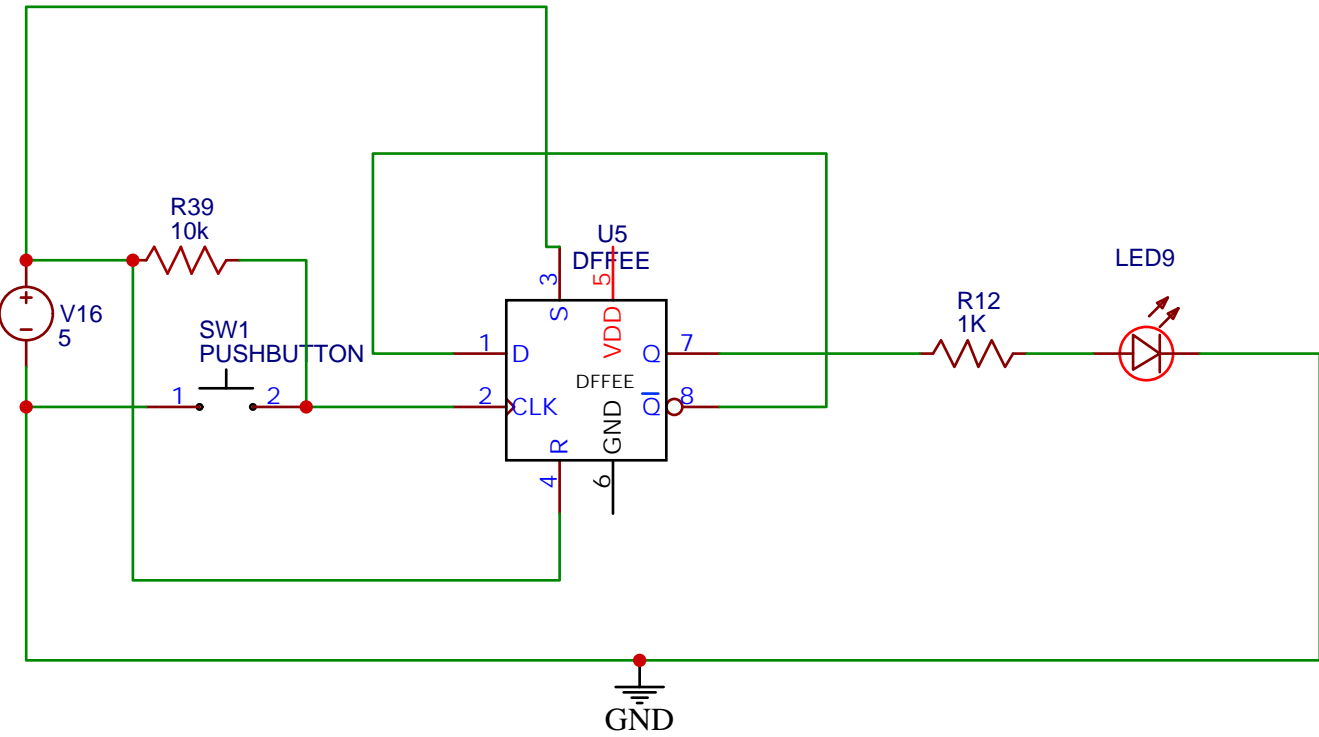 R39
10k
U5
DFFEE
LED9
V16
5
SW1
PUSHBUTTON
R12
1K
3
5
S
VDD
1
D
Q
7
DFFEE
1
2
2
CLK
GND
Q
8
R
4
6
GND